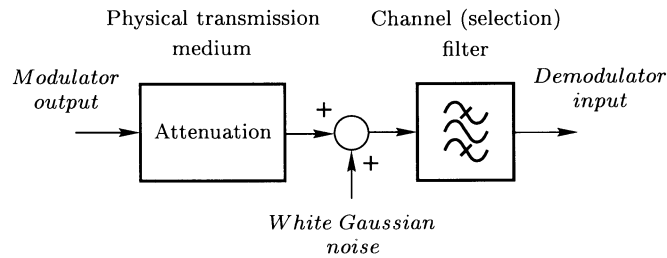 Physical transmission
medium
Channel (selection)
filter
Modulator
output
Attenuation
+
+
Demodulator
input
White Gaussian
noise